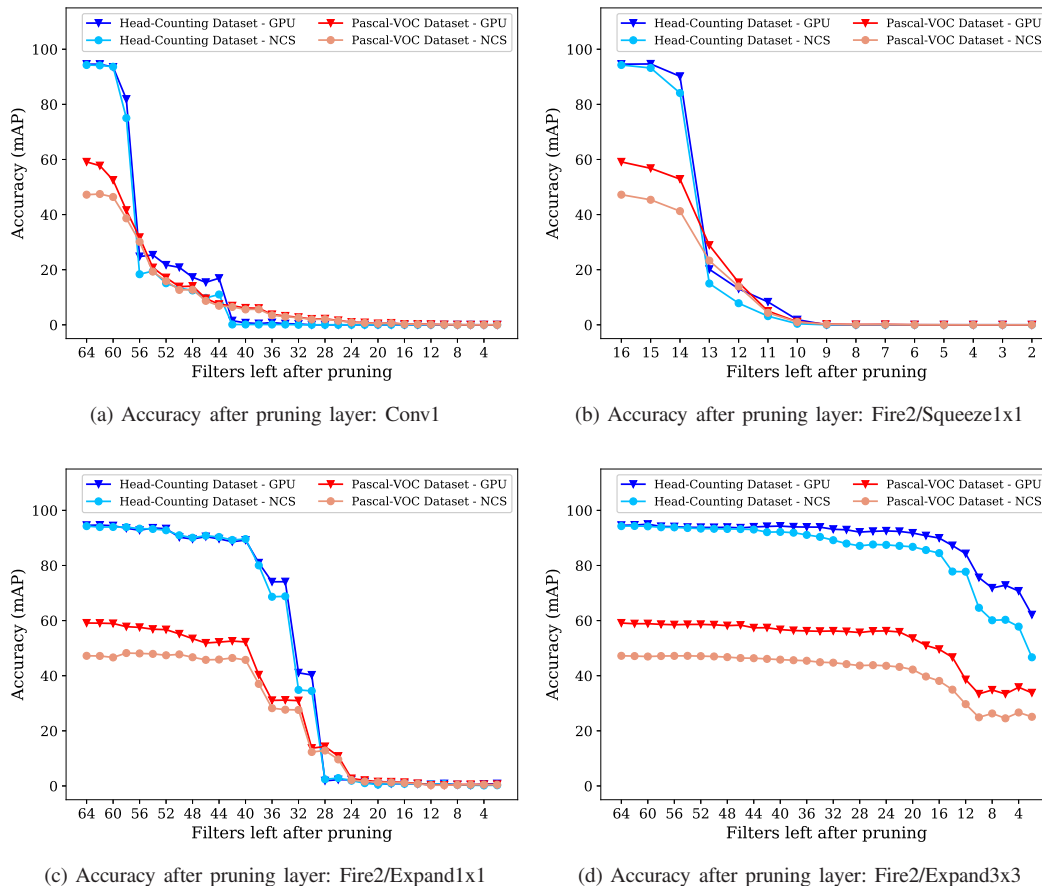 Head-Counting Dataset - GPU
Head-Counting Dataset - NCS
Pascal-VOC Dataset - GPU
Pascal-VOC Dataset - NCS
Accuracy (mAP)
100
80
60
40
20
0
64 60 56 52 48 44 40 36 32 28 24 20 16 12 8 4
Filters left after pruning
(a) Accuracy after pruning layer: Conv1
Head-Counting Dataset - GPU
Head-Counting Dataset - NCS
Pascal-VOC Dataset - GPU
Pascal-VOC Dataset - NCS
Accuracy (mAP)
100
80
60
40
20
0
16 15 14 13 12 11 10 9 8 7 6 5 4 3 2
Filters left after pruning
(b) Accuracy after pruning layer: Fire2/Squeeze1x1
Head-Counting Dataset - GPU
Head-Counting Dataset - NCS
Pascal-VOC Dataset - GPU
Pascal-VOC Dataset - NCS
Accuracy (mAP)
100
80
60
40
20
0
64 60 56 52 48 44 40 36 32 28 24 20 16 12 8 4
Filters left after pruning
(c) Accuracy after pruning layer: Fire2/Expand1x1
Head-Counting Dataset - GPU
Head-Counting Dataset - NCS
Pascal-VOC Dataset - GPU
Pascal-VOC Dataset - NCS
Accuracy (mAP)
100
80
60
40
20
0
64 60 56 52 48 44 40 36 32 28 24 20 16 12 8 4
Filters left after pruning
(d) Accuracy after pruning layer: Fire2/Expand3x3